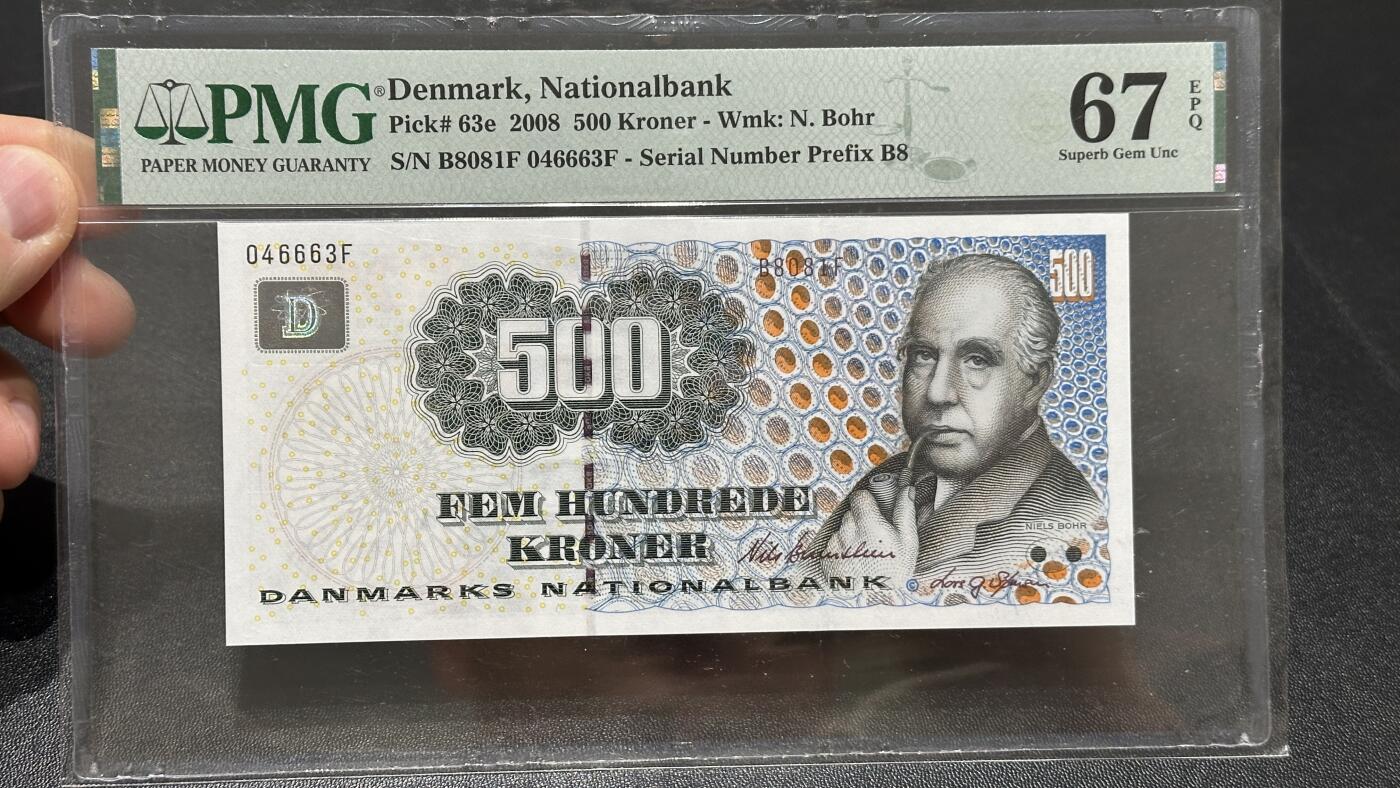 PMG® Denmark, Nationalbank
Pick# 63e 2008 500 Kroner - Wmk: N. Bohr
PAPER MONEY GUARANTY
S/N B8081F 046663F - Serial Number Prefix B8
67
EPQ
Superb Gem Unc
046663F
B8081F
500
D
500
FEM HUNDREDE
KRONER
NIELS BOHR
DANMARKS NATIONALBANK
©